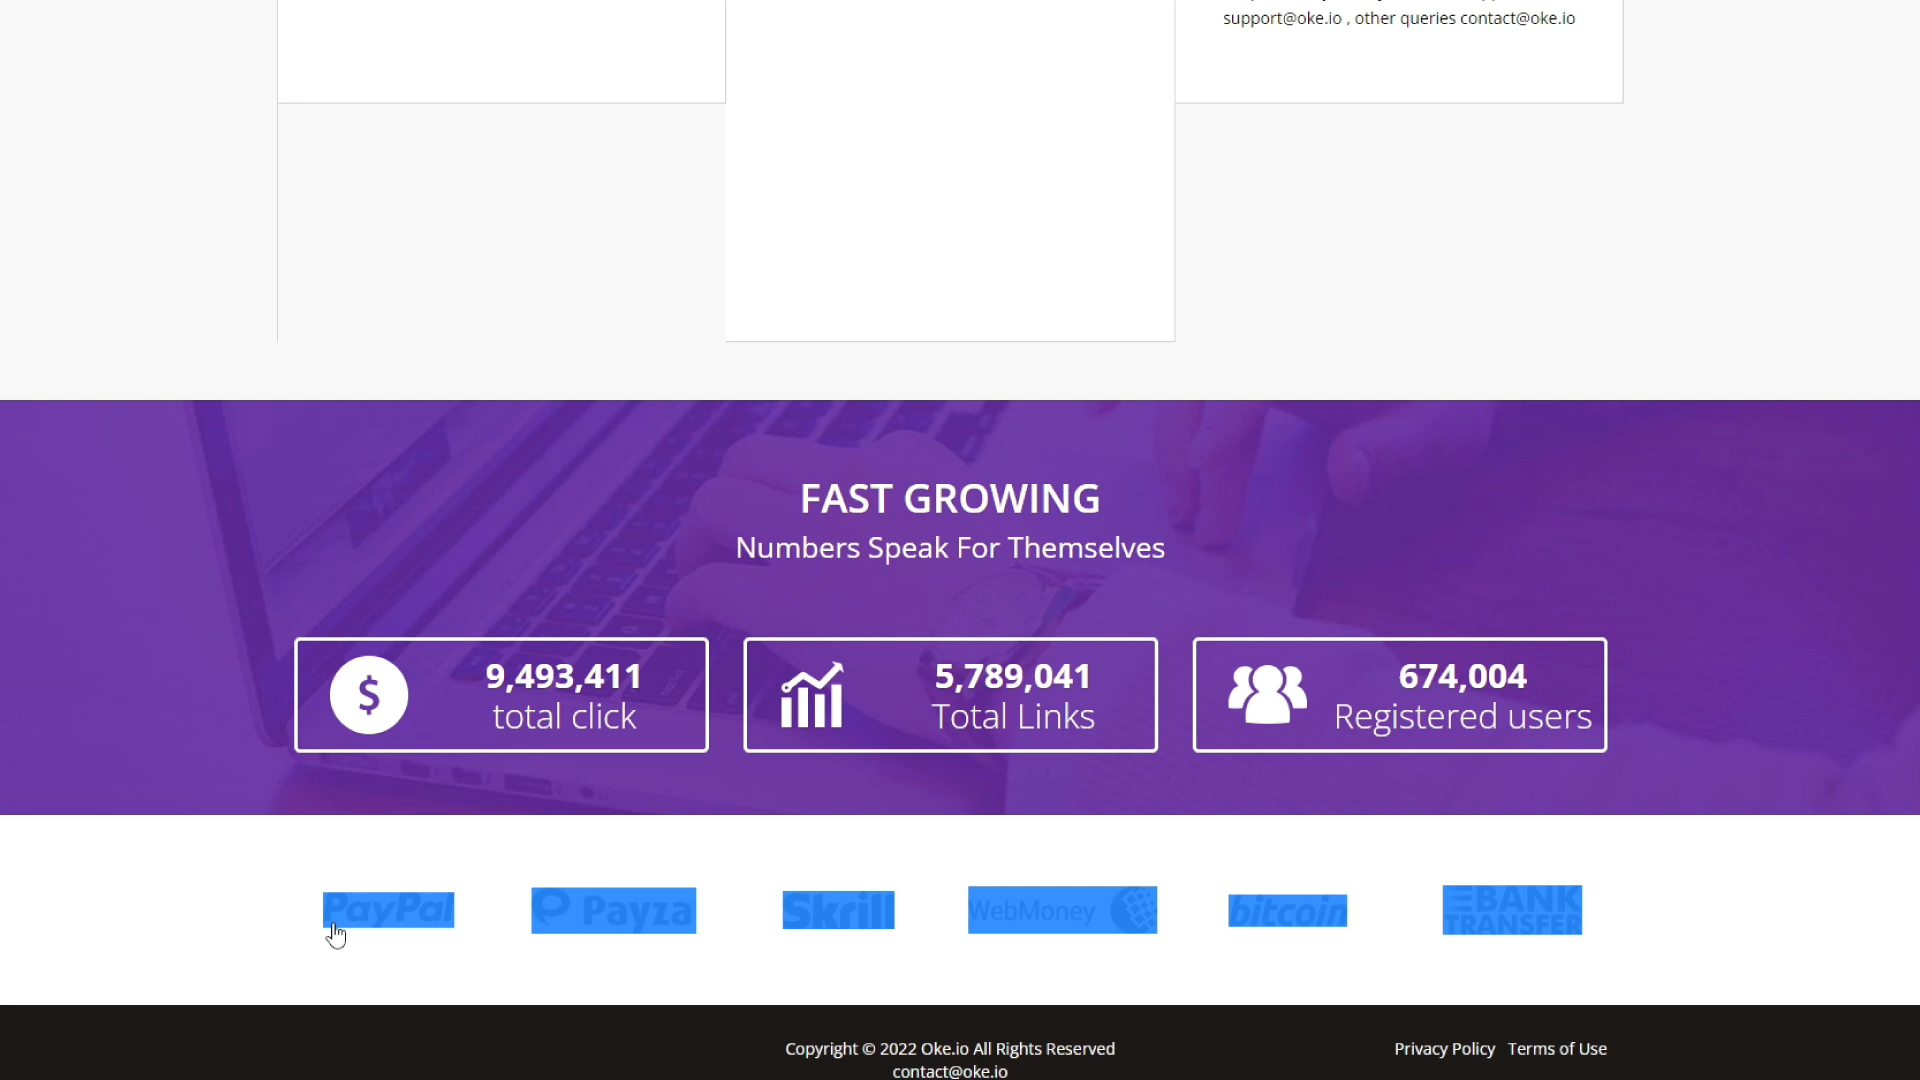 support@oke.io , other queries contact@oke.io
FAST GROWING
Numbers Speak For Themselves
$
9,493,411
total click
5,789,041
Total Links
674,004
Registered users
PayPal
Payza
Skrill
WebMoney
bitcoin
BANK
TRANSFER
Copyright © 2022 Oke.io All Rights Reserved
contact@oke.io
Privacy Policy Terms of Use